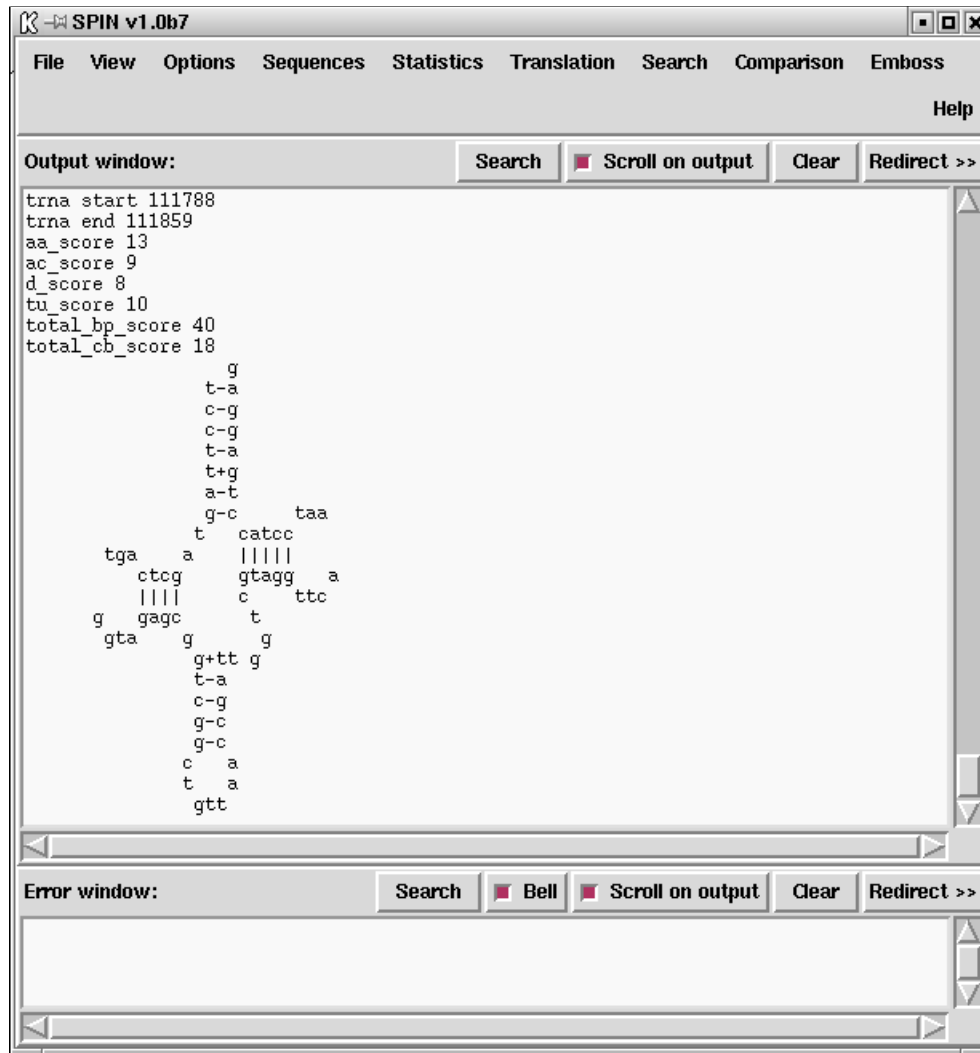 SPIN v1.0b7
File View Options Sequences Statistics Translation Search Comparison Emboss
Help
Output window: Search Scroll on output Clear Redirect >>
trna start 111788
trna end 111859
aa_score 13
ac_score 9
d_score 8
tu_score 10
total_bp_score 40
total_cb_score 18
                  g
                t-a
                c-g
                c-g
                t-a
                t+g
                a-t
                g-c     taa
               t   catcc
       tga    a    |||||
          ctcg     gtagg   a
          ||||     c    ttc
      g   gagc      t
       gta    g      g
               g+tt g
               t-a
               c-g
               g-c
               g-c
              c   a
              t   a
               gtt
Error window: Search Bell Scroll on output Clear Redirect >>